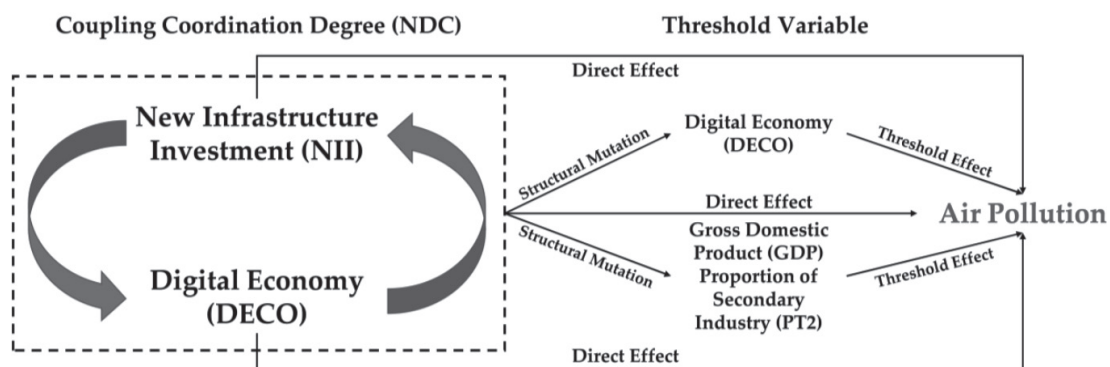 Coupling Coordination Degree (NDC)
Threshold Variable
Direct Effect
New Infrastructure
Investment (NII)
Digital Economy
(DECO)
Structural Mutation
Digital Economy
(DECO)
Threshold Effect
Direct Effect
Air Pollution
Structural Mutation
Gross Domestic
Product (GDP)
Proportion of
Secondary
Industry (PT2)
Threshold Effect
Direct Effect